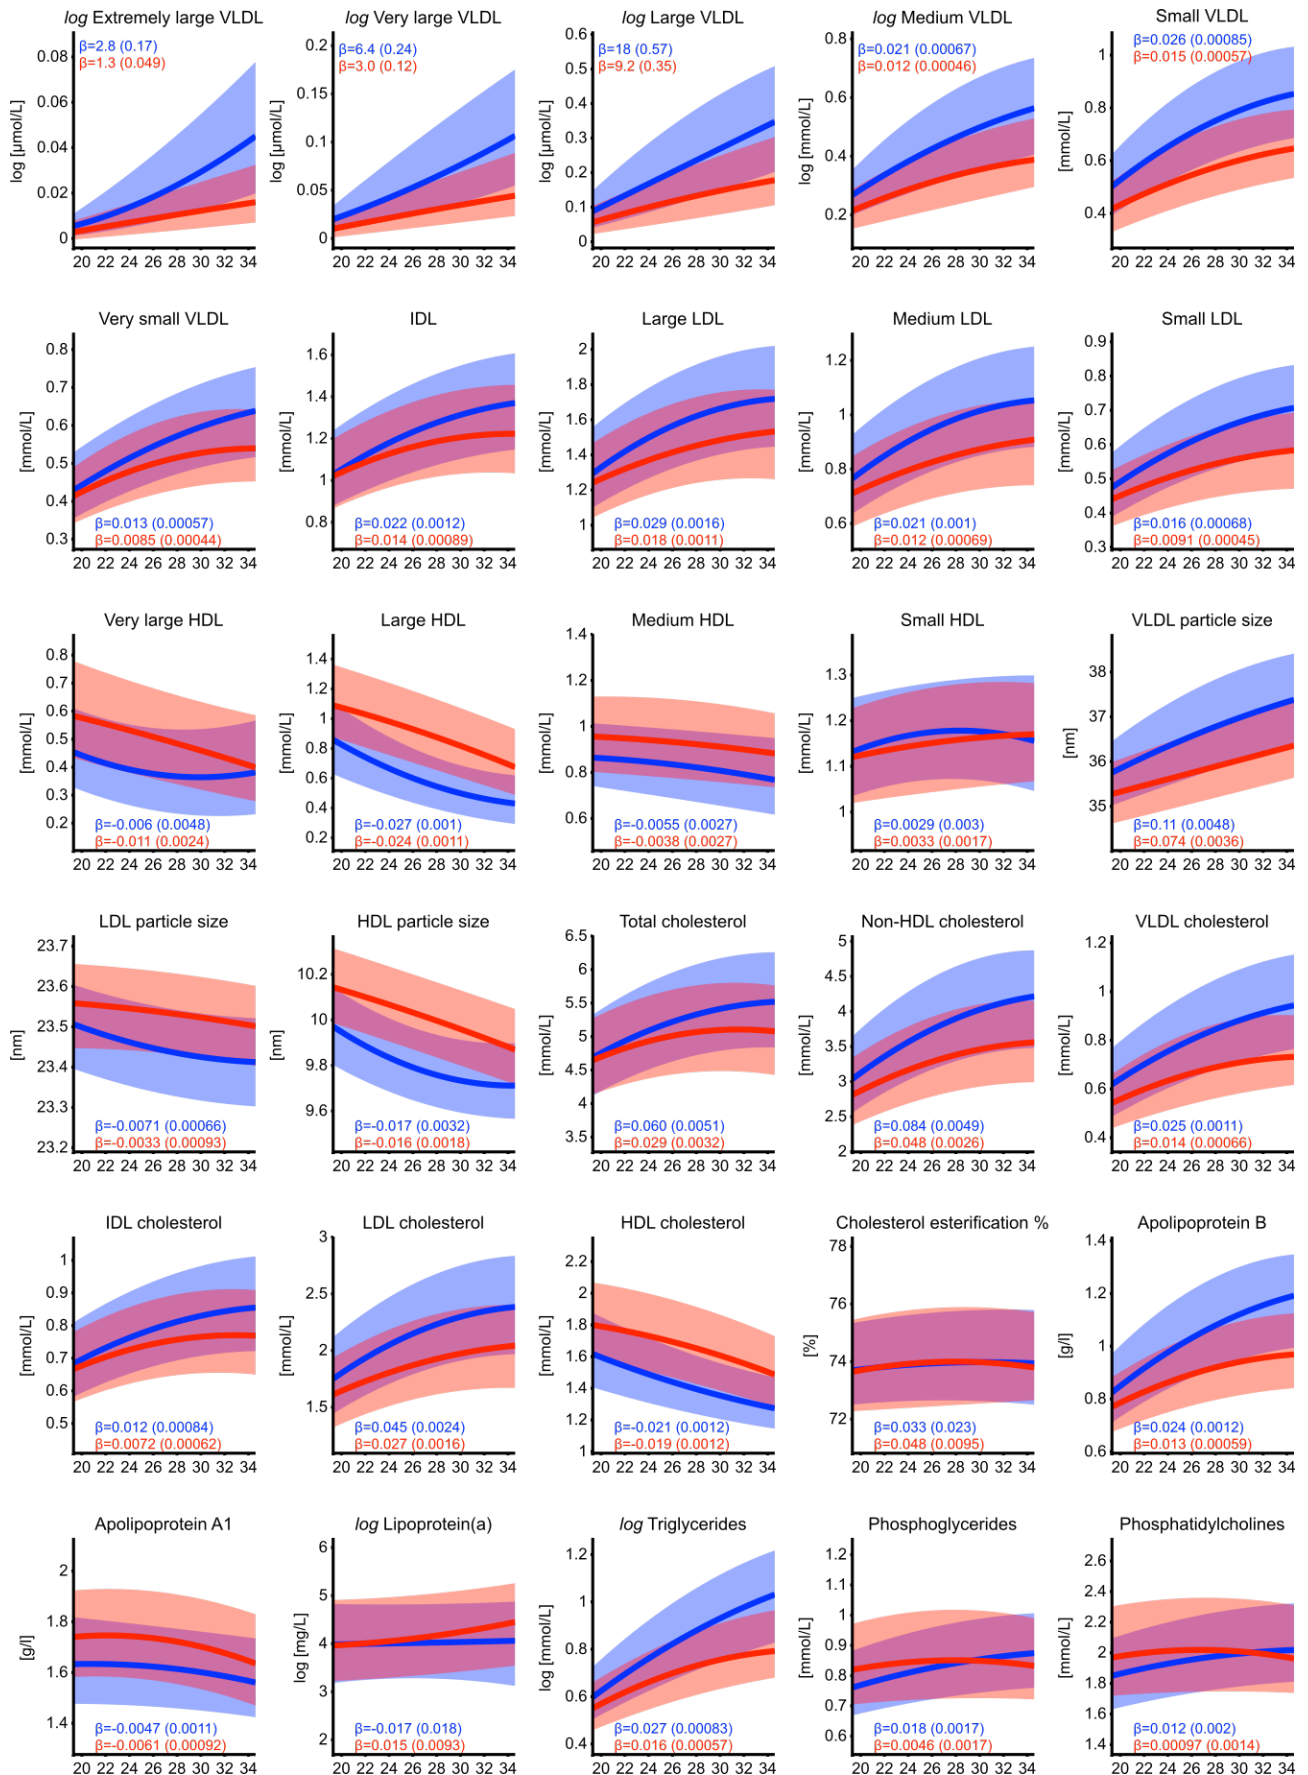 log Extremely large VLDL
β=2.8 (0.17)
β=1.3 (0.049)
log [µmol/L]
0.08
0.06
0.04
0.02
0
20 22 24 26 28 30 32 34
log Very large VLDL
β=6.4 (0.24)
β=3.0 (0.12)
log [µmol/L]
0.2
0.15
0.1
0.05
0
20 22 24 26 28 30 32 34
log Large VLDL
β=18 (0.57)
β=9.2 (0.35)
log [µmol/L]
0.6
0.5
0.4
0.3
0.2
0.1
0
20 22 24 26 28 30 32 34
log Medium VLDL
β=0.021 (0.00067)
β=0.012 (0.00046)
log [mmol/L]
0.8
0.6
0.4
0.2
20 22 24 26 28 30 32 34
Small VLDL
β=0.026 (0.00085)
β=0.015 (0.00057)
[mmol/L]
1
0.8
0.6
0.4
20 22 24 26 28 30 32 34
Very small VLDL
[mmol/L]
0.8
0.7
0.6
0.5
0.4
0.3
β=0.013 (0.00057)
β=0.0085 (0.00044)
20 22 24 26 28 30 32 34
IDL
[mmol/L]
1.6
1.4
1.2
1
0.8
β=0.022 (0.0012)
β=0.014 (0.00089)
20 22 24 26 28 30 32 34
Large LDL
[mmol/L]
2
1.8
1.6
1.4
1.2
1
β=0.029 (0.0016)
β=0.018 (0.0011)
20 22 24 26 28 30 32 34
Medium LDL
[mmol/L]
1.2
1
0.8
0.6
β=0.021 (0.001)
β=0.012 (0.00069)
20 22 24 26 28 30 32 34
Small LDL
[mmol/L]
0.9
0.8
0.7
0.6
0.5
0.4
0.3
β=0.016 (0.00068)
β=0.0091 (0.00045)
20 22 24 26 28 30 32 34
Very large HDL
[mmol/L]
0.8
0.7
0.6
0.5
0.4
0.3
0.2
β=-0.006 (0.0048)
β=-0.011 (0.0024)
20 22 24 26 28 30 32 34
Large HDL
[mmol/L]
1.4
1.2
1
0.8
0.6
0.4
0.2
β=-0.027 (0.001)
β=-0.024 (0.0011)
20 22 24 26 28 30 32 34
Medium HDL
[mmol/L]
1.4
1.2
1
0.8
0.6
β=-0.0055 (0.0027)
β=-0.0038 (0.0027)
20 22 24 26 28 30 32 34
Small HDL
[mmol/L]
1.3
1.2
1.1
1
β=0.0029 (0.003)
β=0.0033 (0.0017)
20 22 24 26 28 30 32 34
VLDL particle size
[nm]
38
37
36
35
β=0.11 (0.0048)
β=0.074 (0.0036)
20 22 24 26 28 30 32 34
LDL particle size
[nm]
23.7
23.6
23.5
23.4
23.3
23.2
β=-0.0071 (0.00066)
β=-0.0033 (0.00093)
20 22 24 26 28 30 32 34
HDL particle size
[nm]
10.2
10
9.8
9.6
β=-0.017 (0.0032)
β=-0.016 (0.0018)
20 22 24 26 28 30 32 34
Total cholesterol
[mmol/L]
6.5
5.5
5
4.5
3.5
β=0.060 (0.0051)
β=0.029 (0.0032)
20 22 24 26 28 30 32 34
Non-HDL cholesterol
[mmol/L]
5
4.5
4
3.5
3
2.5
2
β=0.084 (0.0049)
β=0.048 (0.0026)
20 22 24 26 28 30 32 34
VLDL cholesterol
[mmol/L]
1.2
1
0.8
0.6
0.4
β=0.025 (0.0011)
β=0.014 (0.00066)
20 22 24 26 28 30 32 34
IDL cholesterol
[mmol/L]
1
0.9
0.8
0.7
0.5
β=0.012 (0.00084)
β=0.0072 (0.00062)
20 22 24 26 28 30 32 34
LDL cholesterol
[mmol/L]
3
2.5
2
1.5
β=0.045 (0.0024)
β=0.027 (0.0016)
20 22 24 26 28 30 32 34
HDL cholesterol
[mmol/L]
2.2
2
1.8
1.6
1.4
1.2
1
β=-0.021 (0.0012)
β=-0.019 (0.0012)
20 22 24 26 28 30 32 34
Cholesterol esterification %
[%]
78
76
74
72
β=0.033 (0.023)
β=0.048 (0.0095)
20 22 24 26 28 30 32 34
Apolipoprotein B
[g/l]
1.4
1.2
1
0.8
0.6
β=0.024 (0.0012)
β=0.013 (0.00059)
20 22 24 26 28 30 32 34
Apolipoprotein A1
[g/l]
2
1.8
1.6
1.4
β=-0.0047 (0.0011)
β=-0.0061 (0.00092)
20 22 24 26 28 30 32 34
log Lipoprotein(a)
log [mg/L]
6
5
4
3
2
β=-0.017 (0.018)
β=0.015 (0.0093)
20 22 24 26 28 30 32 34
log Triglycerides
log [mmol/L]
1.2
1
0.8
0.6
0.4
β=0.027 (0.00083)
β=0.016 (0.00057)
20 22 24 26 28 30 32 34
Phosphoglycerides
[mmol/L]
1.2
1.1
1
0.9
0.8
0.7
0.6
β=0.018 (0.0017)
β=0.0046 (0.0017)
20 22 24 26 28 30 32 34
Phosphatidylcholines
[mmol/L]
2.6
2.4
2.2
2
1.8
1.6
1.4
β=0.012 (0.002)
β=0.00097 (0.0014)
20 22 24 26 28 30 32 34